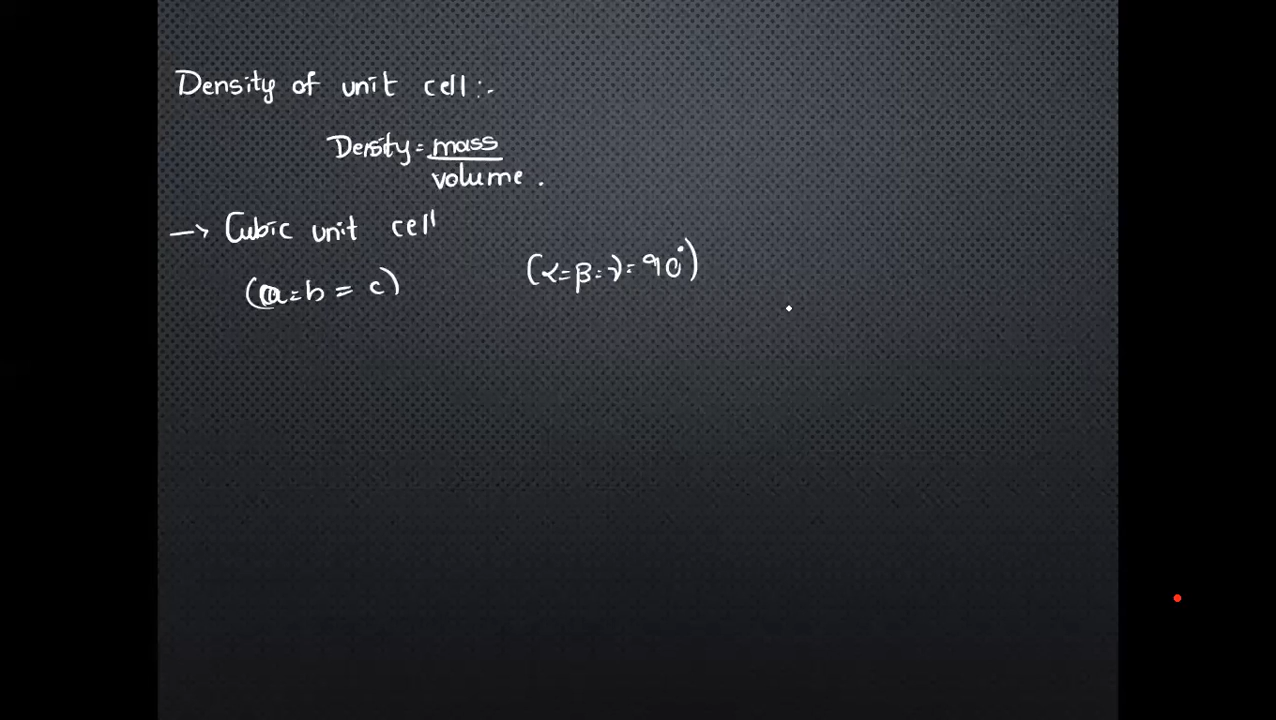 Density of unit cell :-
Density = mass
volume .
→ Cubic unit cell
(a = b = c) (α = β = γ = 90°)